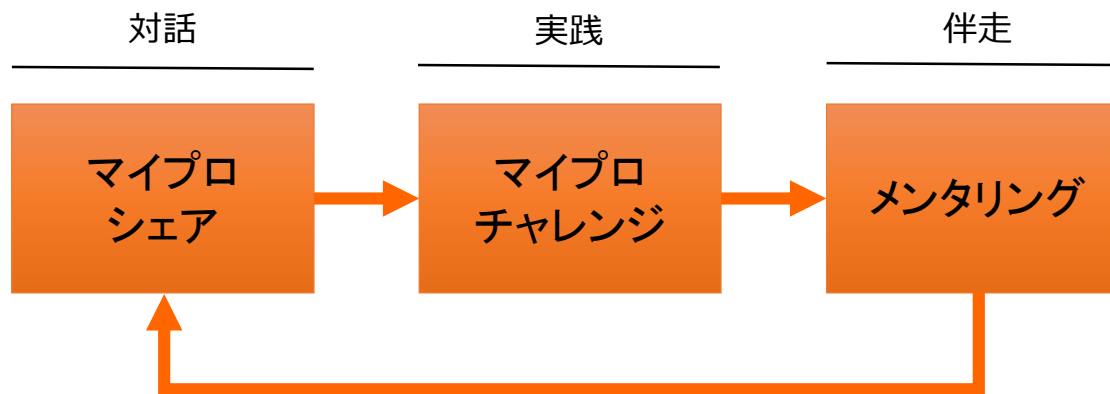 対話
実践
伴走
マイプロ
シェア
マイプロ
チャレンジ
メンタリング